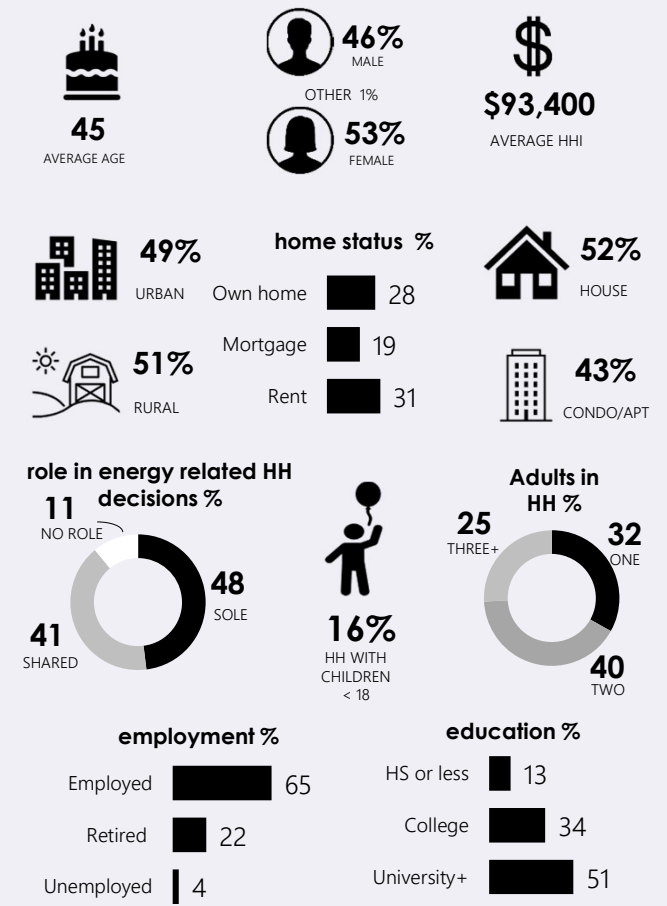 45
AVERAGE AGE
46%
MALE
OTHER 1%
53%
FEMALE
$93,400
AVERAGE HHI
49%
URBAN
51%
RURAL
home status %
Own home 28
Mortgage 19
Rent 31
52%
HOUSE
43%
CONDO/APT
role in energy related HH
decisions %
11
NO ROLE
48
SOLE
41
SHARED
16%
HH WITH
CHILDREN
< 18
Adults in
HH %
25
THREE+
32
ONE
40
TWO
employment %
Employed 65
Retired 22
Unemployed 4
education %
HS or less 13
College 34
University+ 51